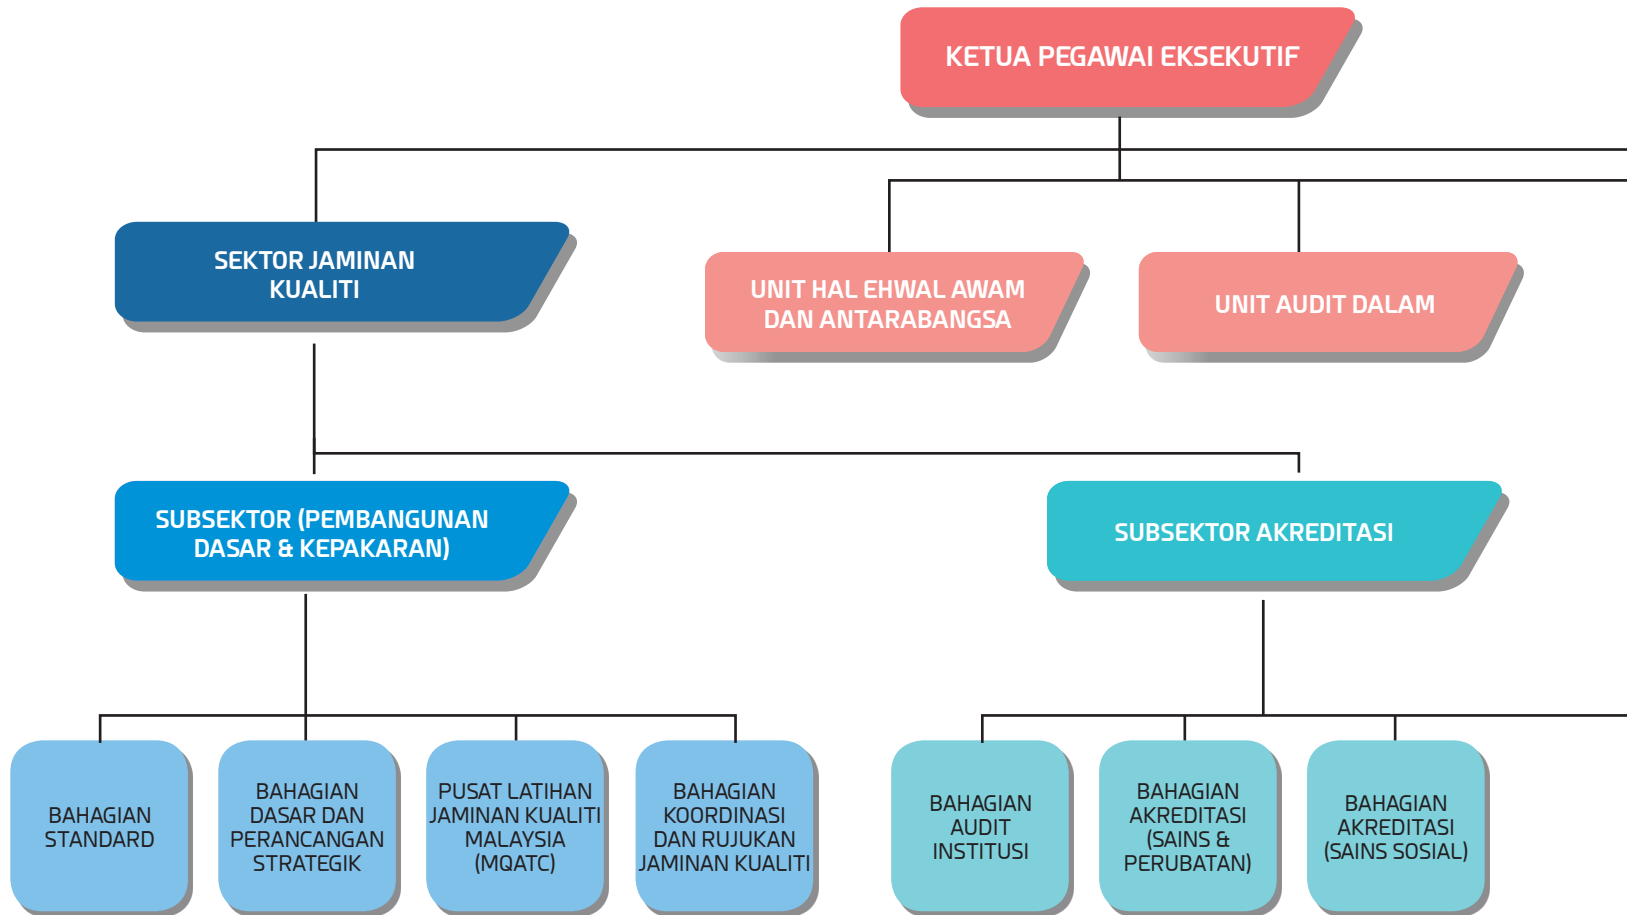 KETUA PEGAWAI EKSEKUTIF
SEKTOR JAMINAN
KUALITI
UNIT HAL EHWAL AWAM
DAN ANTARABANGSA
UNIT AUDIT DALAM
SUBSEKTOR (PEMBANGUNAN
DASAR & KEPAKARAN)
SUBSEKTOR AKREDITASI
BAHAGIAN
STANDARD
BAHAGIAN
DASAR DAN
PERANCANGAN
STRATEGIK
PUSAT LATIHAN
JAMINAN KUALITI
MALAYSIA
(MQATC)
BAHAGIAN
KOORDINASI
DAN RUJUKAN
JAMINAN KUALITI
BAHAGIAN
AUDIT
INSTITUSI
BAHAGIAN
AKREDITASI
(SAINS &
PERUBATAN)
BAHAGIAN
AKREDITASI
(SAINS SOSIAL)